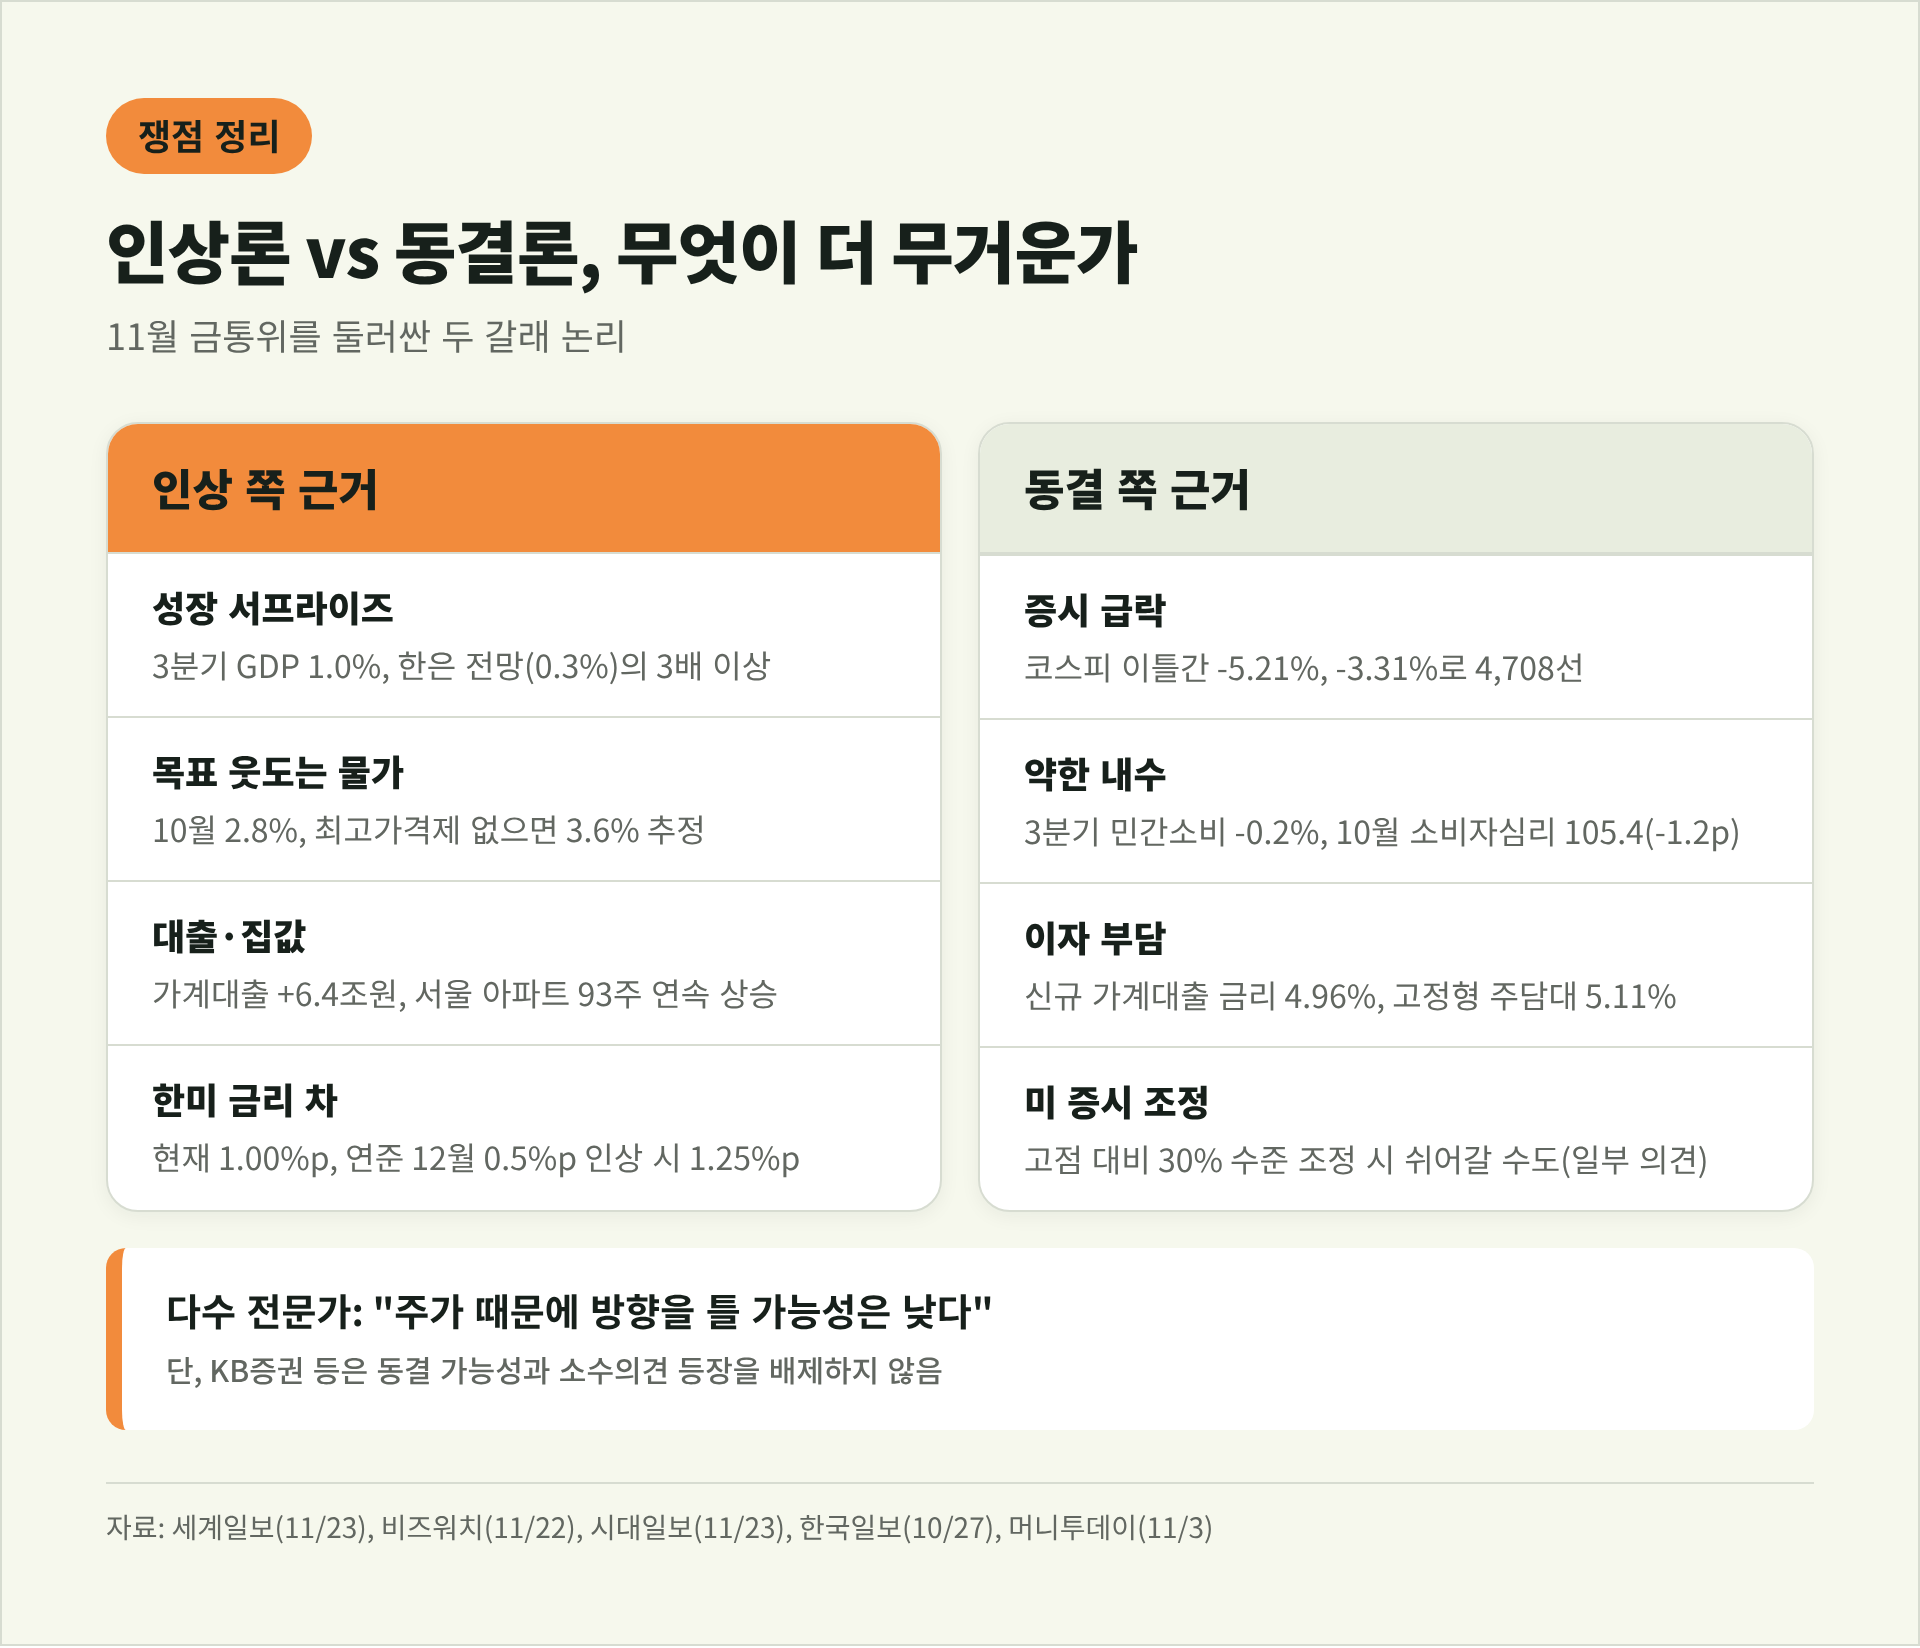 쟁점 정리
인상론 vs 동결론, 무엇이 더 무거운가
11월 금통위를 둘러싼 두 갈래 논리
인상 쪽 근거
성장 서프라이즈
3분기 GDP 1.0%, 한은 전망(0.3%)의 3배 이상
목표 웃도는 물가
10월 2.8%, 최고가격제 없으면 3.6% 추정
대출·집값
가계대출 +6.4조원, 서울 아파트 93주 연속 상승
한미 금리 차
현재 1.00%p, 연준 12월 0.5%p 인상 시 1.25%p
동결 쪽 근거
증시 급락
코스피 이틀간 -5.21%, -3.31%로 4,708선
약한 내수
3분기 민간소비 -0.2%, 10월 소비자심리 105.4(-1.2p)
이자 부담
신규 가계대출 금리 4.96%, 고정형 주담대 5.11%
미 증시 조정
고점 대비 30% 수준 조정 시 쉬어갈 수도(일부 의견)
다수 전문가: "주가 때문에 방향을 틀 가능성은 낮다"
단, KB증권 등은 동결 가능성과 소수의견 등장을 배제하지 않음
자료: 세계일보(11/23), 비즈워치(11/22), 시대일보(11/23), 한국일보(10/27), 머니투데이(11/3)